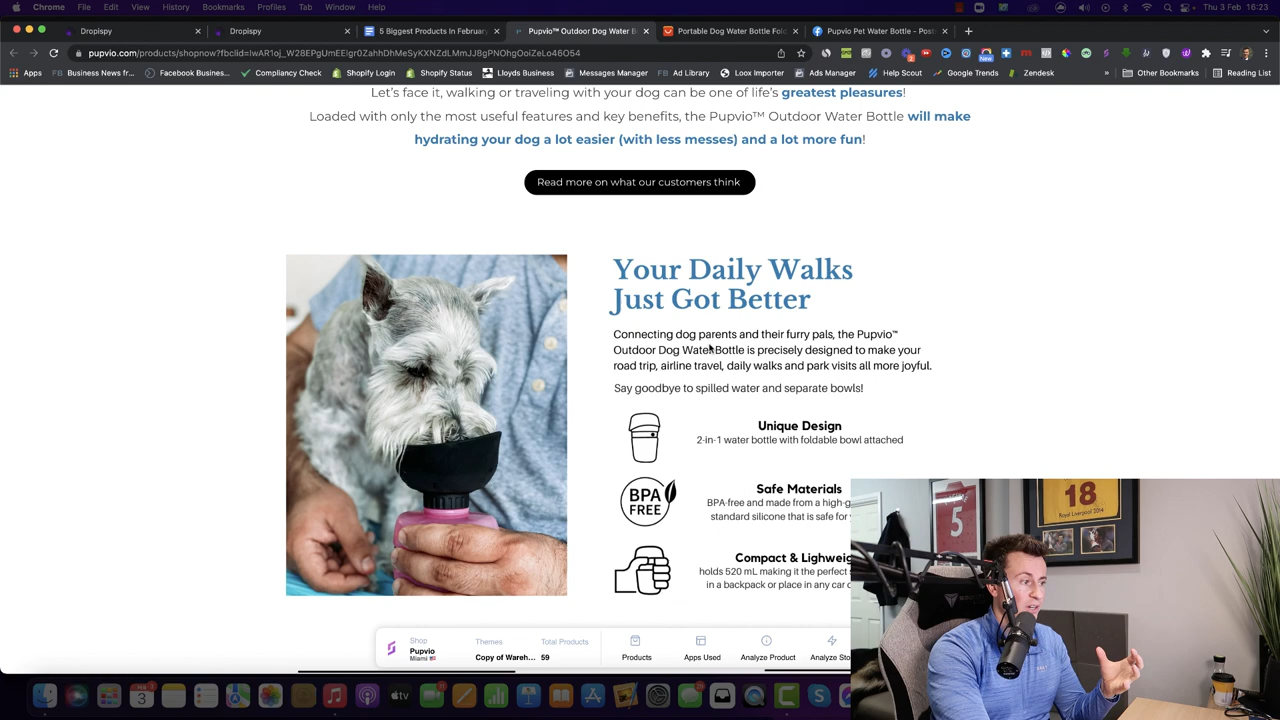 Chrome File Edit View History Bookmarks Profiles Tab Window Help Thu 3 Feb 16:23
Dropispy Dropispy 5 Biggest Products In February Pupvio™ Outdoor Dog Water B Portable Dog Water Bottle Fol Pupvio Pet Water Bottle - Post
pupvio.com/products/shopnow?fbclid=IwAR1oj_W28EPgUmEEIgr0ZahhDhMeSyKXNZdLMmJJ8gPNOhgOoiZeLo46O54
Apps Business News fr... Facebook Busines... Compliancy Check Shopify Login Shopify Status Lloyds Business Messages Manager FB Ad Library Loox Importer Ads Manager Help Scout Google Trends Zendesk » Other Bookmarks Reading List
Let's face it, walking or traveling with your dog can be one of life's greatest pleasures!
Loaded with only the most useful features and key benefits, the Pupvio™ Outdoor Water Bottle will make
hydrating your dog a lot easier (with less messes) and a lot more fun!
Read more on what our customers think
Your Daily Walks
Just Got Better
Connecting dog parents and their furry pals, the Pupvio™
Outdoor Dog Water Bottle is precisely designed to make your
road trip, airline travel, daily walks and park visits all more joyful.
Say goodbye to spilled water and separate bowls!
Unique Design
2-in-1 water bottle with foldable bowl attached
BPA
FREE
Safe Materials
BPA-free and made from a high-g
standard silicone that is safe for
Compact & Lighweig
holds 520 mL making it the perfect
in a backpack or place in any car
Shop
Pupvio
Miami
Themes
Copy of Wareh...
Total Products
59
Products
Apps Used
Analyze Product
Analyze Sto
5
18
Royal Liverpool 2014